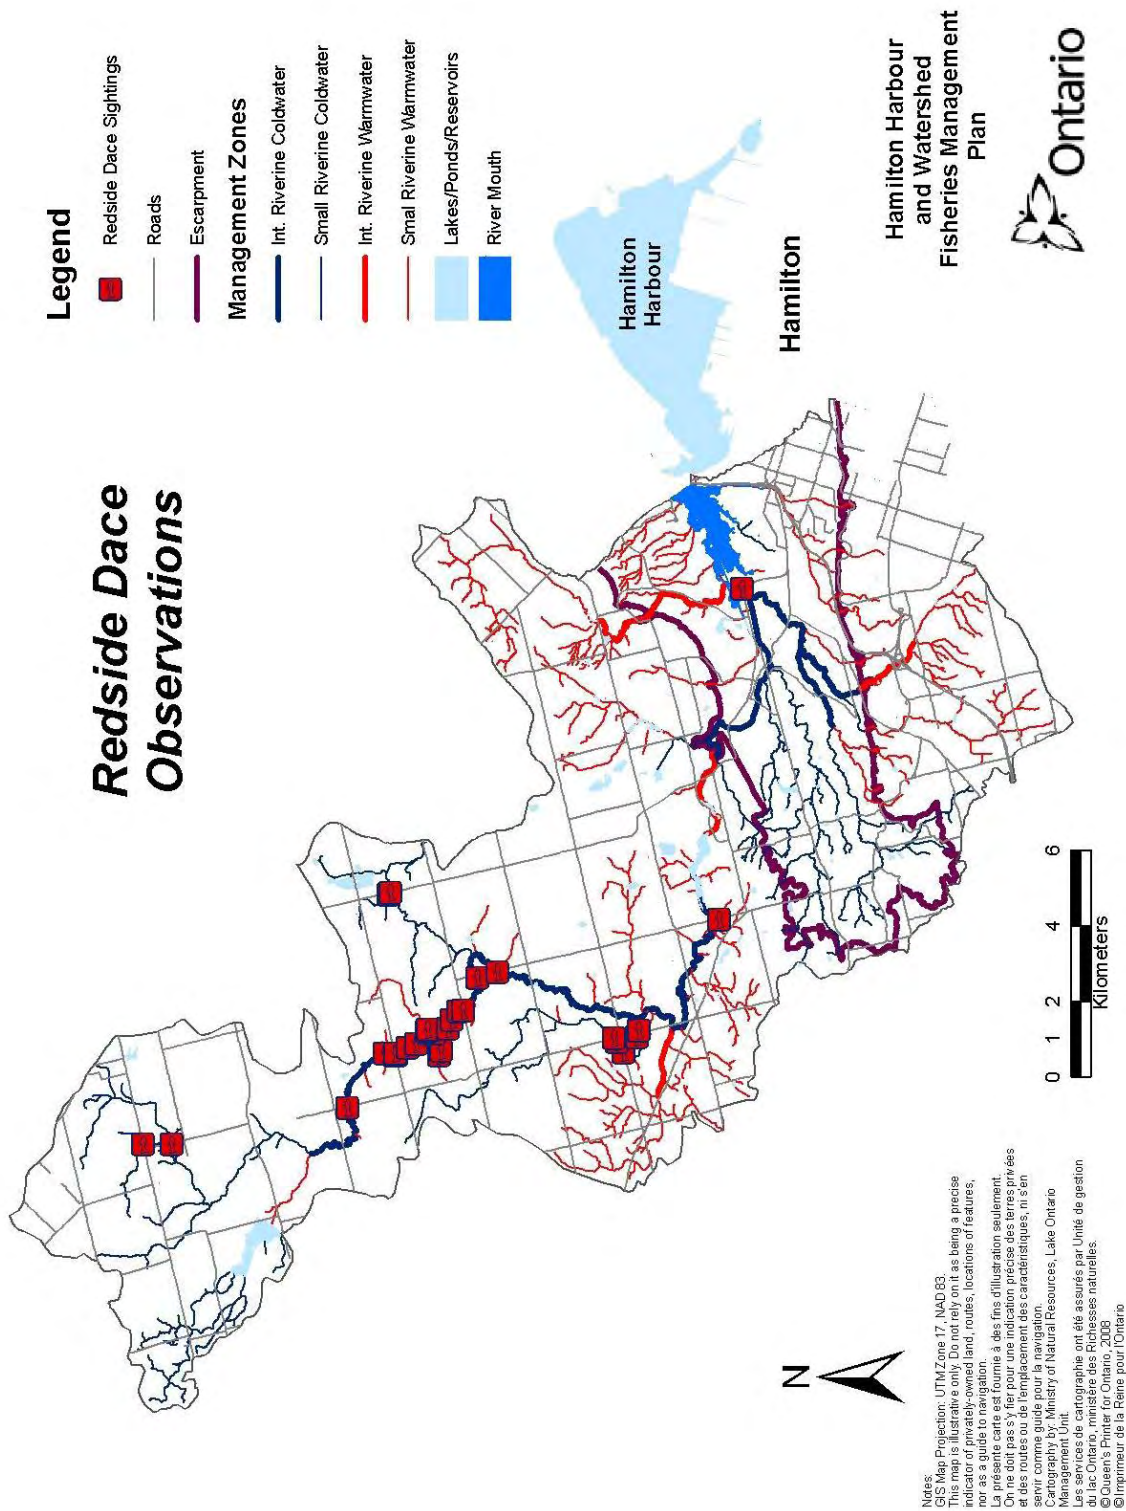 Redside Dace
Observations
Legend
Redside Dace Sightings
Roads
Escarpment
Management Zones
Int. Riverine Coldwater
Small Riverine Coldwater
Int. Riverine Warmwater
Smal Riverine Warmwater
Lakes/Ponds/Reservoirs
River Mouth
Hamilton
Harbour
Hamilton
Hamilton Harbour
and Watershed
Fisheries Management
Plan
Ontario
N
0 1 2 4 6
Kilometers
Notes:
GIS Map Projection: UTM Zone 17, NAD 83.
This map is illustrative only. Do not rely on it as being a precise
indicator of privately-owned land, routes, locations of features,
nor as a guide to navigation.
La présente carte est fournie à des fins d'illustration seulement.
On ne doit pas s'y fier pour une indication précise des terres privées
et des routes ou de l'emplacement des caractéristiques, ni s'en
servir comme guide pour la navigation.
Cartography by: Ministry of Natural Resources, Lake Ontario
Management Unit.
Les services de cartographie ont été assurés par Unité de gestion
du lac Ontario, ministère des Richesses naturelles.
© Queen's Printer for Ontario, 2008
© Imprimeur de la Reine pour l'Ontario